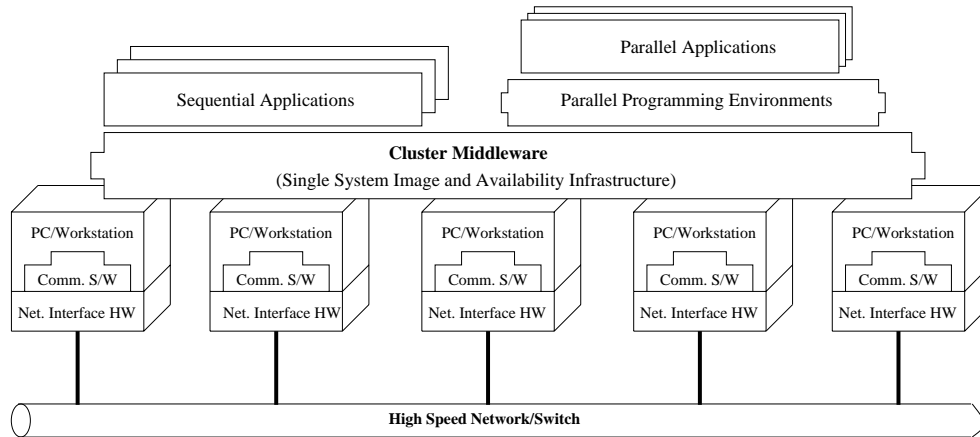 Parallel Applications
Sequential Applications
Parallel Programming Environments
Cluster Middleware
(Single System Image and Availability Infrastructure)
PC/Workstation
PC/Workstation
PC/Workstation
PC/Workstation
PC/Workstation
Comm. S/W
Comm. S/W
Comm. S/W
Comm. S/W
Comm. S/W
Net. Interface HW
Net. Interface HW
Net. Interface HW
Net. Interface HW
Net. Interface HW
High Speed Network/Switch